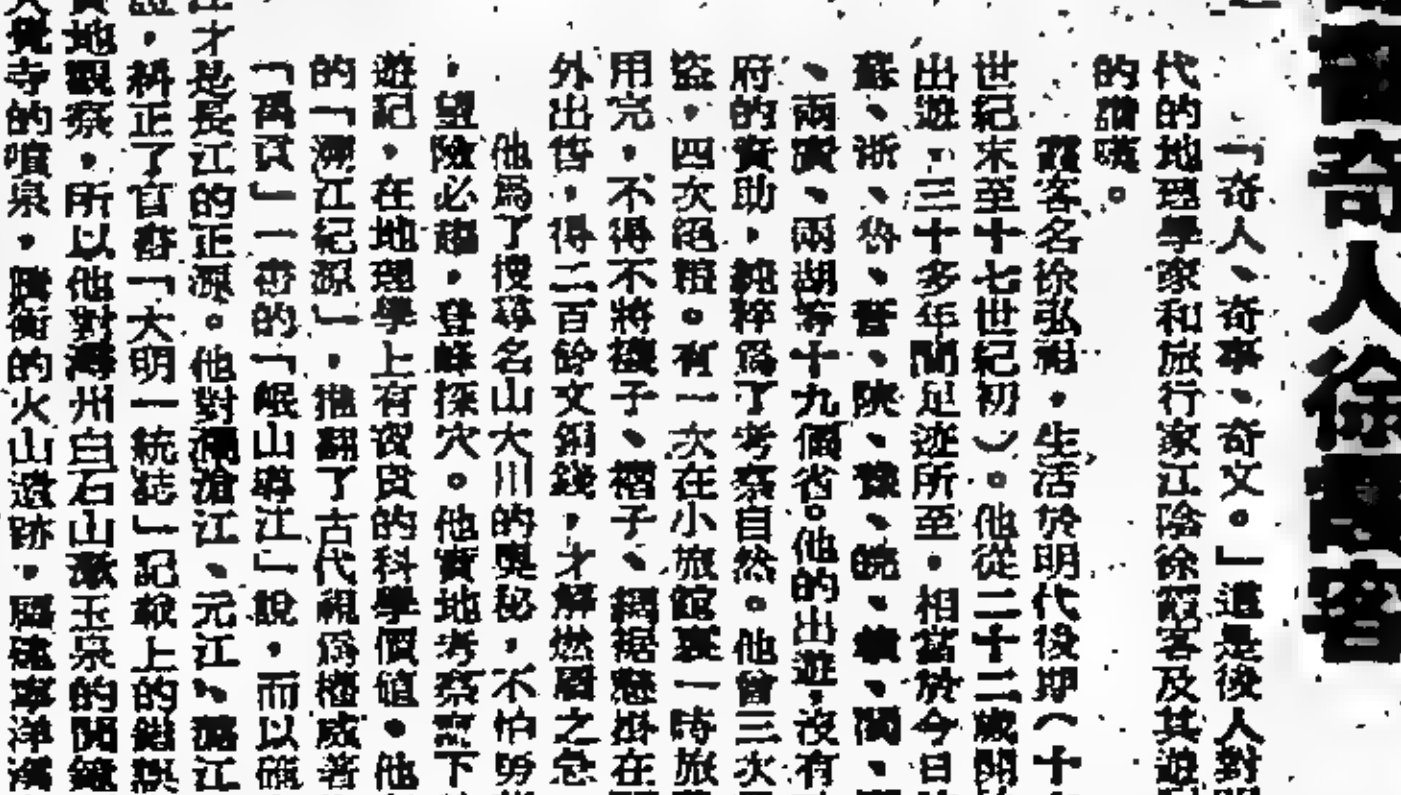 奇人徐霞客
「奇人、奇事、奇文。」這是後人對明
代的地理學家和旅行家江陰徐霞客及其遊
的讚嘆。
霞客名徐弘祖，生活於明代後期（十
世紀末至十七世紀初）。他從二十二歲開
出遊，三十多年間足迹所至，相當於今日
蘇、浙、魯、晉、陝、豫、皖、贛、閩、
、兩廣、兩湖等十九個省。他的出遊，沒有
府的資助，純粹爲了考察自然。他曾三次
盜，四次絕糧。有一次在小旅館裏一時旅
用完，不得不將襪子、褶子、綢裙懸掛在
外出售，得二百餘文銅錢，才解燃眉之急
他爲了搜尋名山大川的奧秘，不怕勞
，望險必趨，登峰探穴。他實地考察寫下
遊記，在地理學上有寶貴的科學價值。他
的「溯江紀源」，推翻了古代視爲權威著
「禹貢」一書的「岷山導江」說，而以
江才是長江的正源。他對瀾滄江、元江、潞江
，糾正了官書「大明一統誌」記載上的錯誤
實地觀察，所以他對州白石山漱玉泉的間
大覺寺的噴泉，騰衝的火山遺跡，